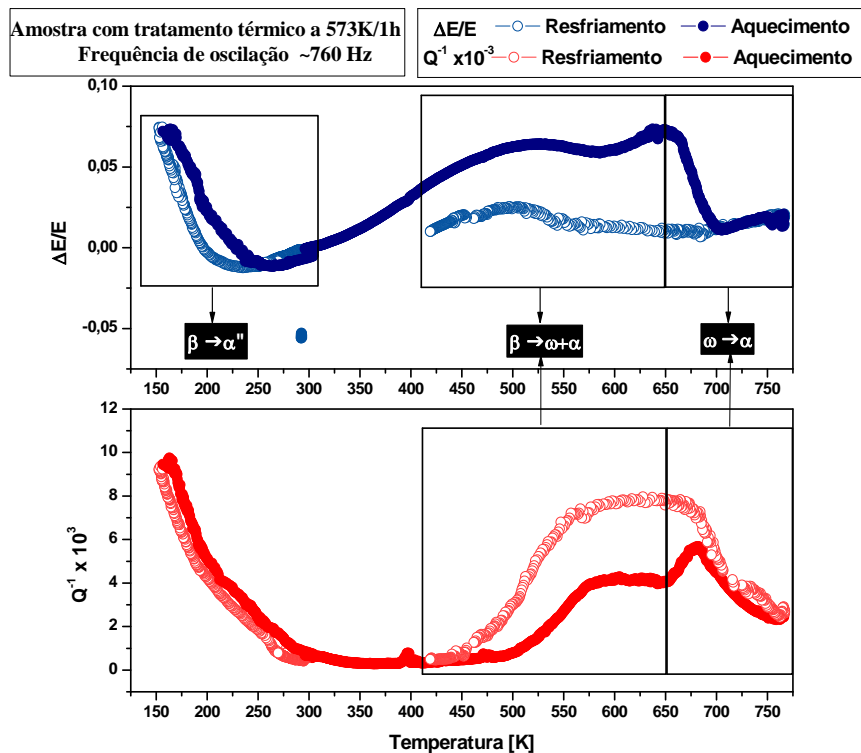 Amostra com tratamento térmico a 573K/1h
Frequência de oscilação ~760 Hz
ΔE/E Resfriamento Aquecimento
Q⁻¹ x10⁻³ Resfriamento Aquecimento
0,10
0,05
0,00
-0,05
ΔE/E
β→α"
β→ω+α
ω→α
150 200 250 300 350 400 450 500 550 600 650 700 750
12
10
8
6
4
2
0
Q⁻¹ x 10³
150 200 250 300 350 400 450 500 550 600 650 700 750
Temperatura [K]